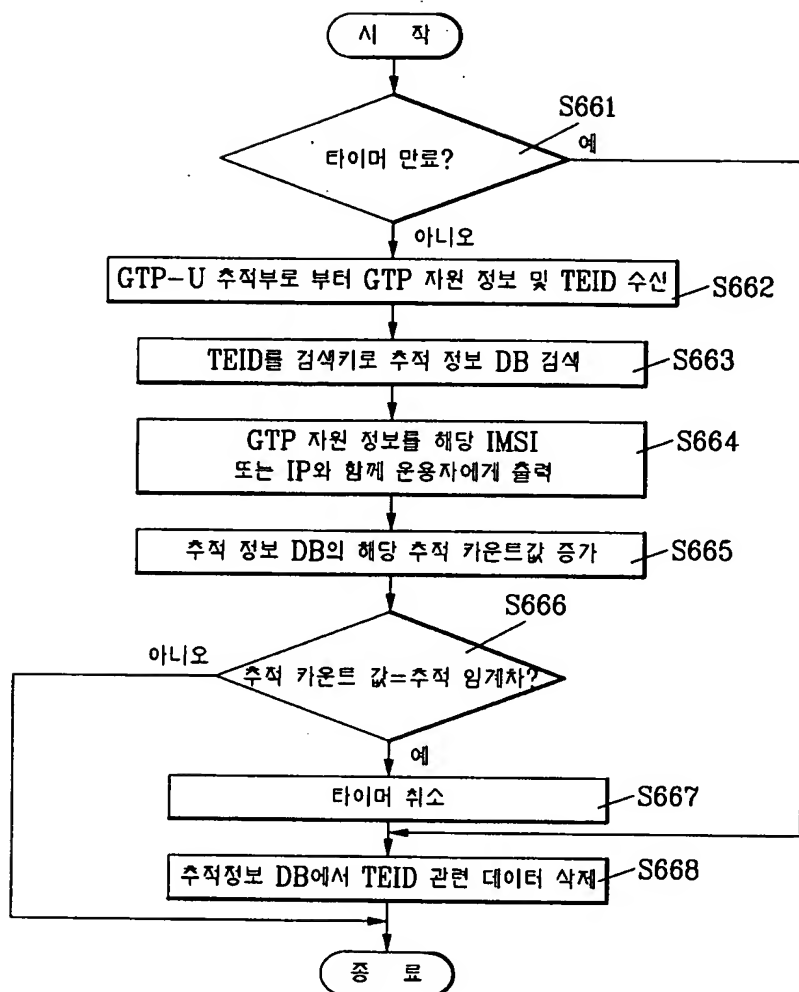 시 작
S661
타이머 만료?
예
아니오
GTP-U 추적부로 부터 GTP 자원 정보 및 TEID 수신
S662
TEID를 검색키로 추적 정보 DB 검색
S663
GTP 자원 정보를 해당 IMSI
또는 IP와 함께 운용자에게 출력
S664
추적 정보 DB의 해당 추적 카운트값 증가
S665
S666
아니오
추적 카운트 값=추적 임계차?
예
타이머 취소
S667
추적정보 DB에서 TEID 관련 데이터 삭제
S668
종 료